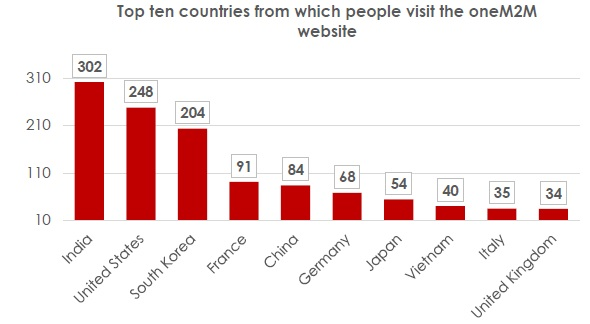 Top ten countries from which people visit the oneM2M
website
310
210
110
10
302
248
204
91
84
68
54
40
35
34
India
United States
South Korea
France
China
Germany
Japan
Vietnam
Italy
United Kingdom